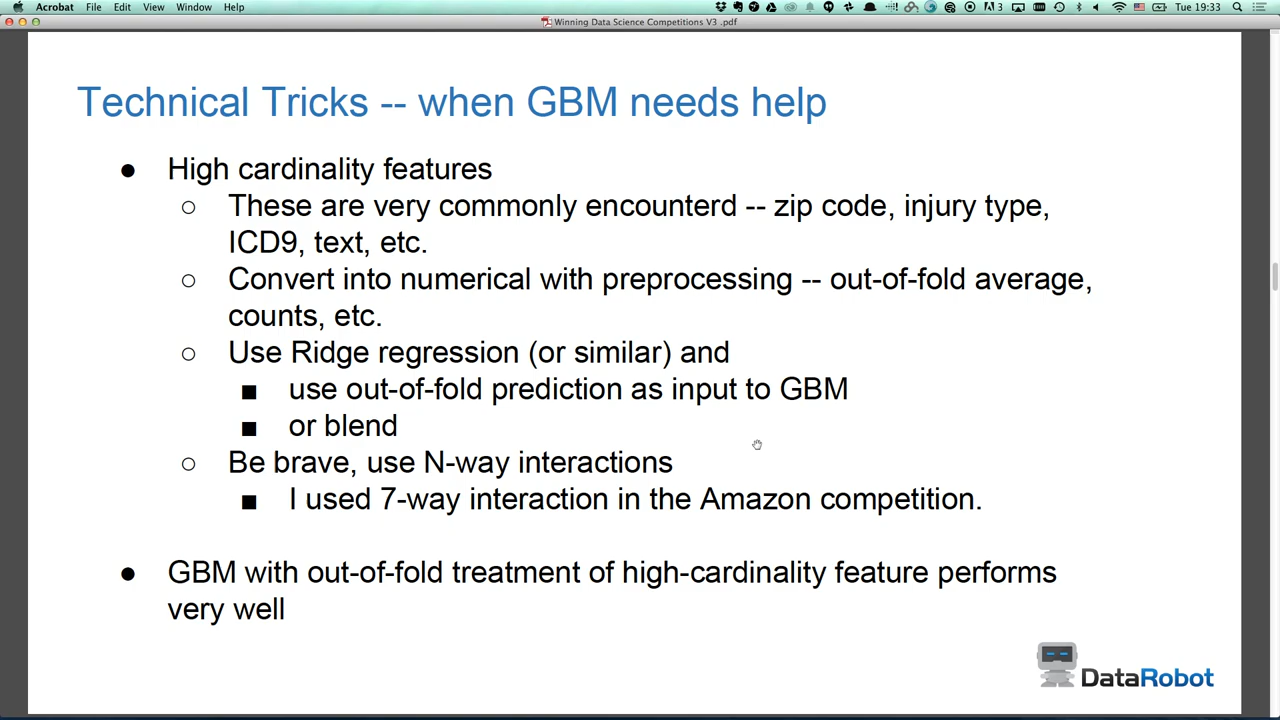 Acrobat File Edit View Window Help
3 Tue 19:33
Winning Data Science Competitions V3 .pdf
Technical Tricks -- when GBM needs help
● High cardinality features
○ These are very commonly encounterd -- zip code, injury type,
ICD9, text, etc.
○ Convert into numerical with preprocessing -- out-of-fold average,
counts, etc.
○ Use Ridge regression (or similar) and
■ use out-of-fold prediction as input to GBM
■ or blend
○ Be brave, use N-way interactions
■ I used 7-way interaction in the Amazon competition.
● GBM with out-of-fold treatment of high-cardinality feature performs
very well
DataRobot